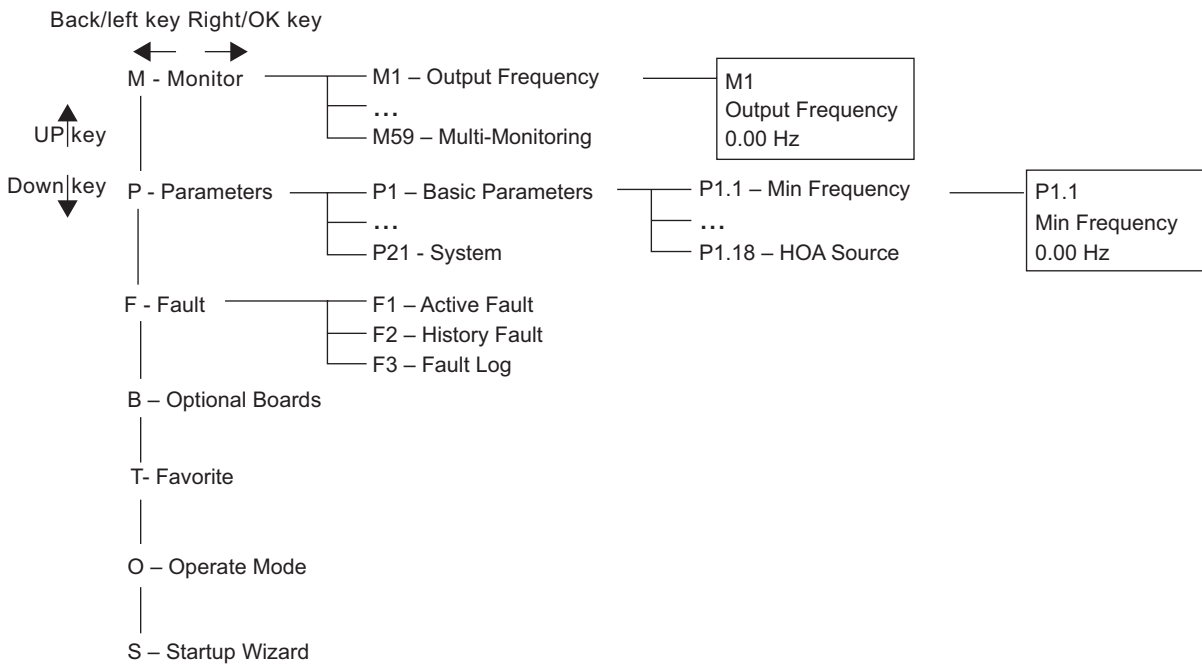 Back/left key Right/OK key
M - Monitor
M1 – Output Frequency
...
M59 – Multi-Monitoring
M1
Output Frequency
0.00 Hz
UP key
Down key
P - Parameters
P1 – Basic Parameters
...
P21 - System
P1.1 – Min Frequency
...
P1.18 – HOA Source
P1.1
Min Frequency
0.00 Hz
F - Fault
F1 – Active Fault
F2 – History Fault
F3 – Fault Log
B – Optional Boards
T- Favorite
O – Operate Mode
S – Startup Wizard